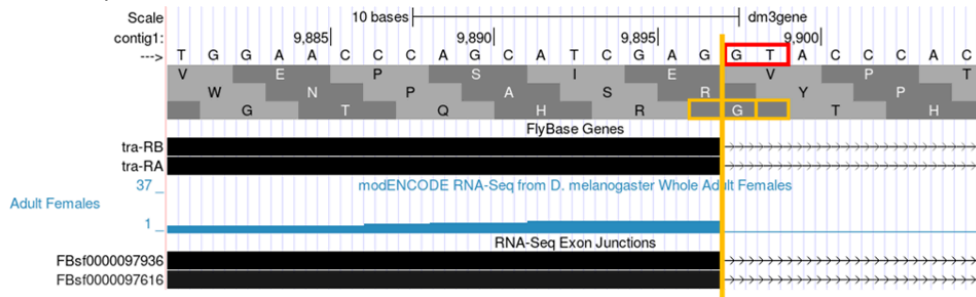 Scale 10 bases dm3gene
contig1: 9,885 9,890 9,895 9,900
---> T G G A A C C C A G C A T C G A G G T A C C C A C
V E P S I E V P T
W N P A S R Y P
G T Q H R G T H
FlyBase Genes
tra-RB
tra-RA
37 _ modENCODE RNA-Seq from D. melanogaster Whole Adult Females
Adult Females
1 _
RNA-Seq Exon Junctions
FBsf0000097936
FBsf0000097616